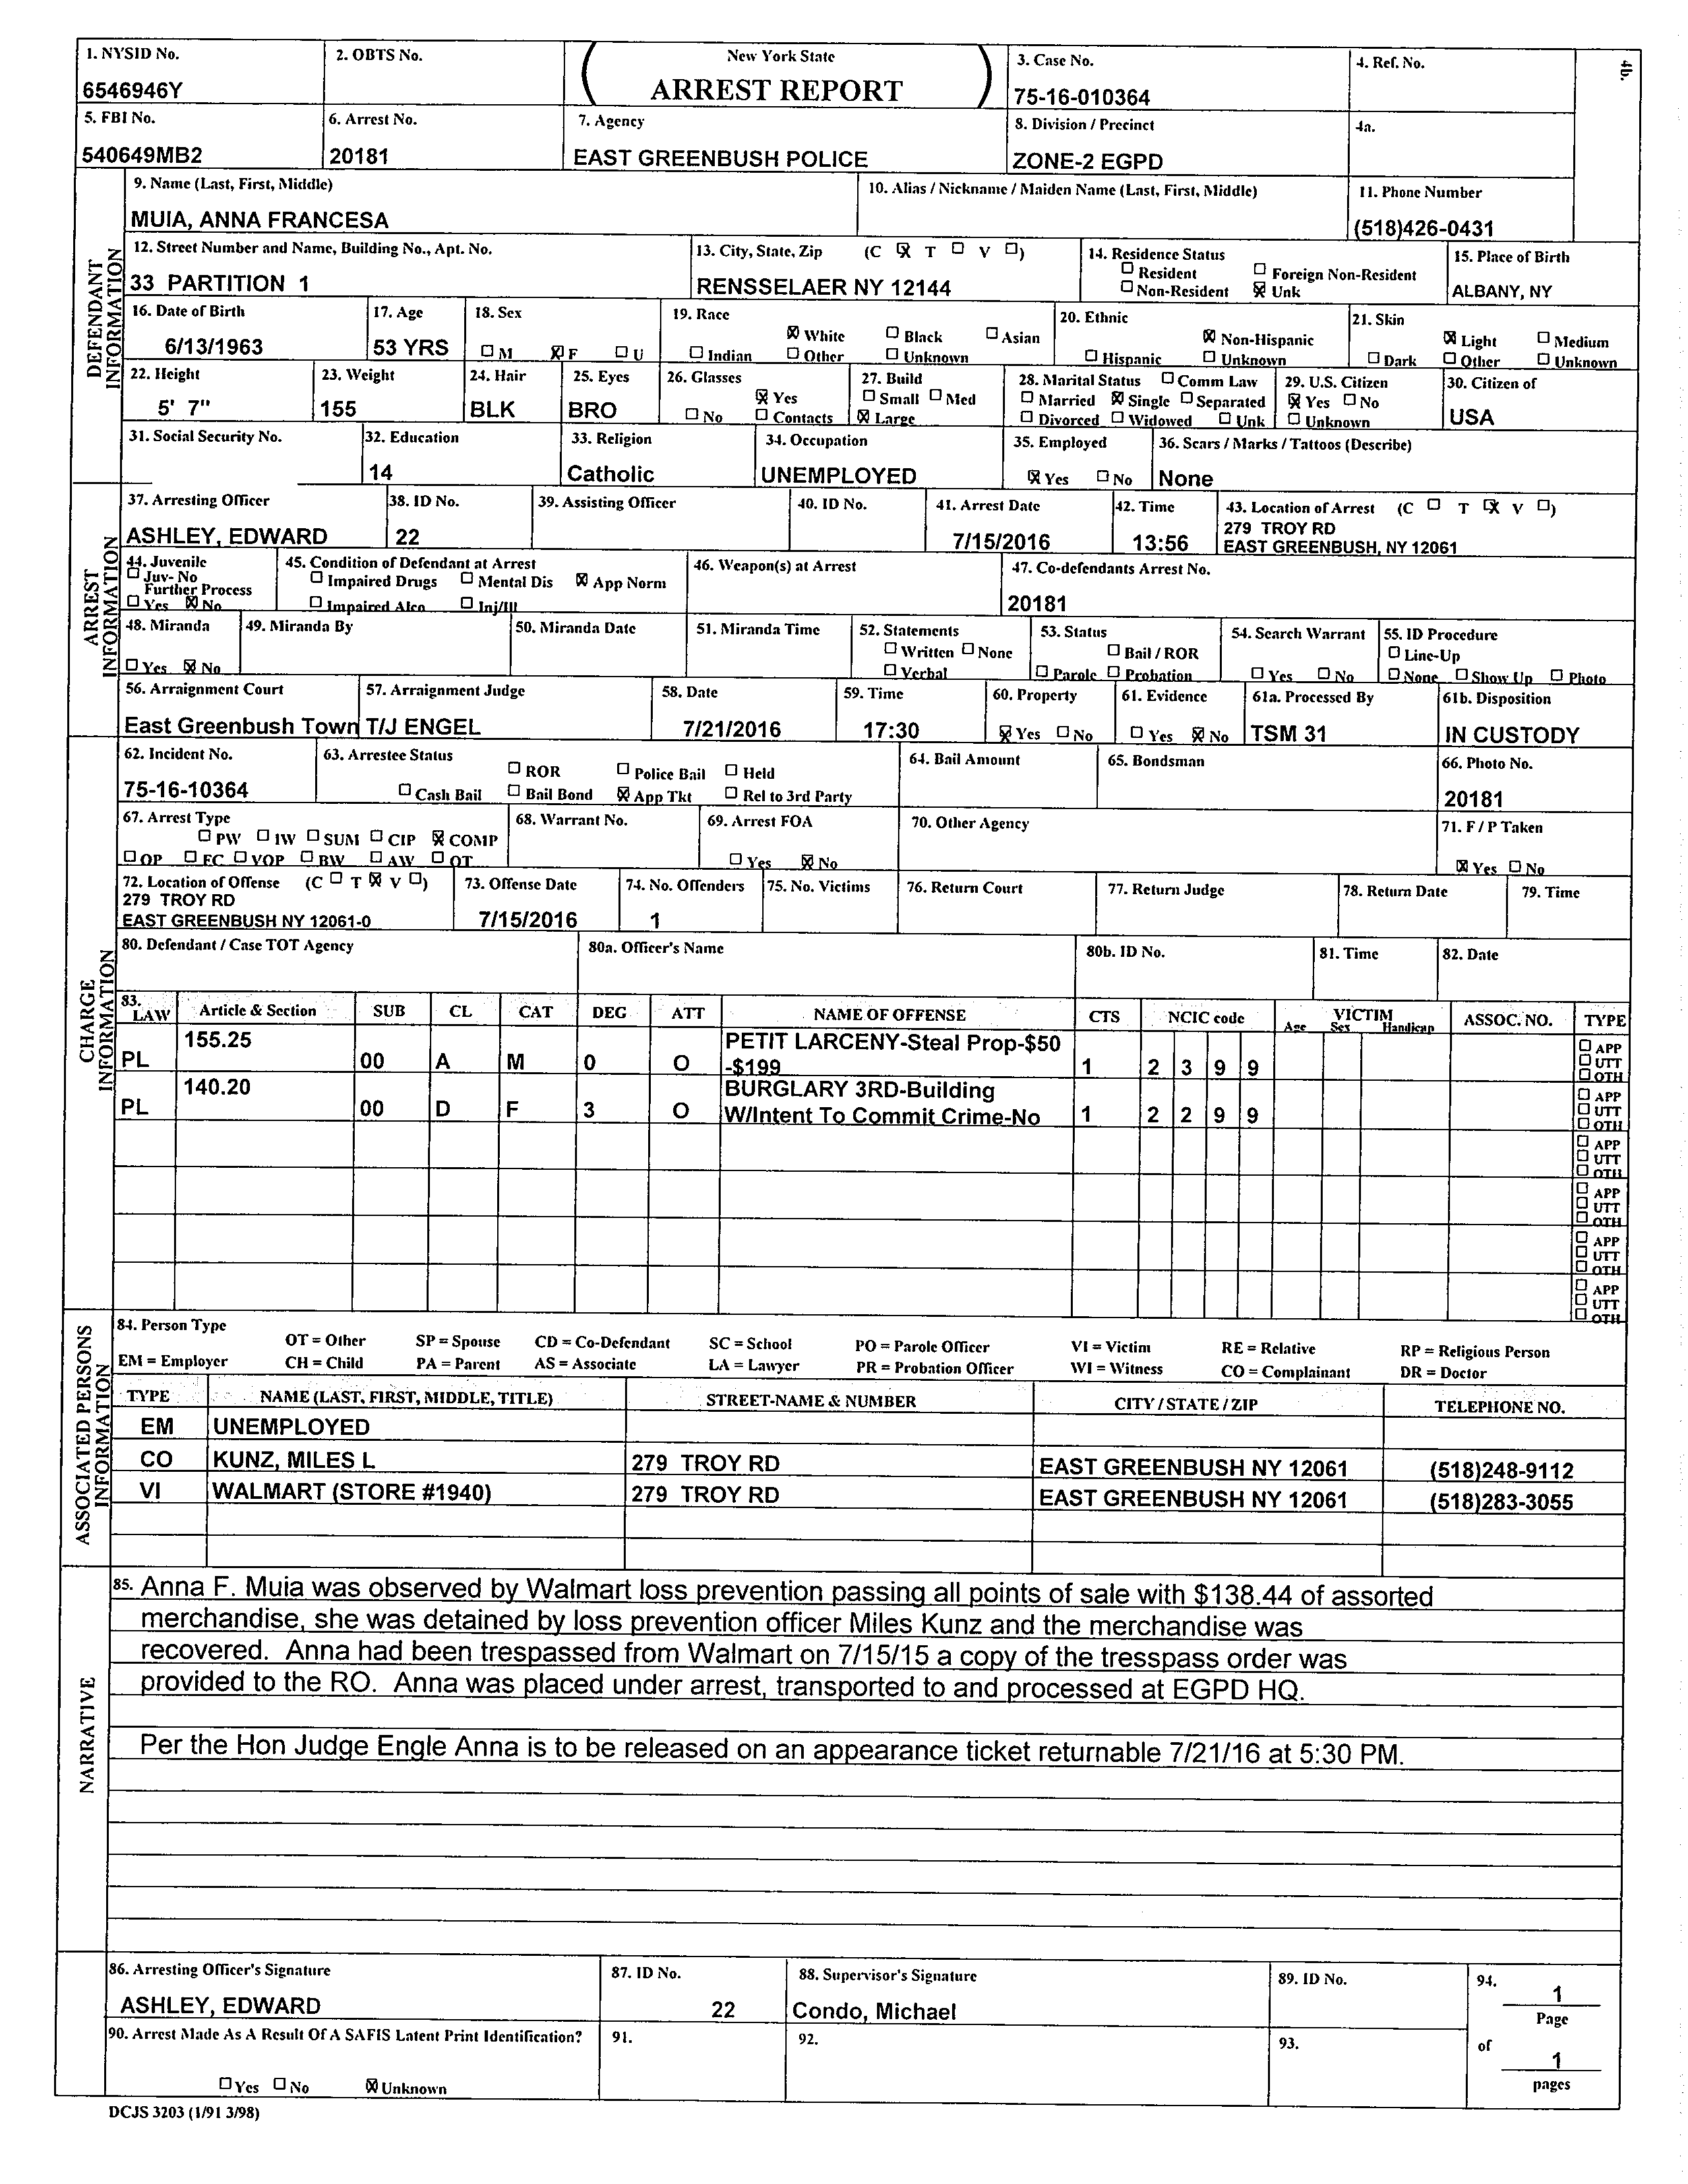 1. NYSID No. 2. OBTS No. New York State 3. Case No. 4. Ref. No. 4b.
6546946Y ARREST REPORT 75-16-010364
5. FBI No. 6. Arrest No. 7. Agency 8. Division / Precinct 4a.
540649MB2 20181 EAST GREENBUSH POLICE ZONE-2 EGPD
DEFENDANT INFORMATION
9. Name (Last, First, Middle) 10. Alias / Nickname / Maiden Name (Last, First, Middle) 11. Phone Number
MUIA, ANNA FRANCESA (518)426-0431
12. Street Number and Name, Building No., Apt. No. 13. City, State, Zip (C ☒ T ☐ V ☐) 14. Residence Status 15. Place of Birth
☐ Resident ☐ Foreign Non-Resident
33 PARTITION 1 RENSSELAER NY 12144 ☐ Non-Resident ☒ Unk ALBANY, NY
16. Date of Birth 17. Age 18. Sex 19. Race 20. Ethnic 21. Skin
☒ White ☐ Black ☐ Asian ☒ Non-Hispanic ☒ Light ☐ Medium
6/13/1963 53 YRS ☐ M ☒ F ☐ U ☐ Indian ☐ Other ☐ Unknown ☐ Hispanic ☐ Unknown ☐ Dark ☐ Other ☐ Unknown
22. Height 23. Weight 24. Hair 25. Eyes 26. Glasses 27. Build 28. Marital Status ☐ Comm Law 29. U.S. Citizen 30. Citizen of
☒ Yes ☐ Small ☐ Med ☐ Married ☒ Single ☐ Separated ☒ Yes ☐ No
5' 7" 155 BLK BRO ☐ No ☐ Contacts ☒ Large ☐ Divorced ☐ Widowed ☐ Unk ☐ Unknown USA
31. Social Security No. 32. Education 33. Religion 34. Occupation 35. Employed 36. Scars / Marks / Tattoos (Describe)
14 Catholic UNEMPLOYED ☒ Yes ☐ No None
ARREST INFORMATION
37. Arresting Officer 38. ID No. 39. Assisting Officer 40. ID No. 41. Arrest Date 42. Time 43. Location of Arrest (C ☐ T ☒ V ☐)
279 TROY RD
ASHLEY, EDWARD 22 7/15/2016 13:56 EAST GREENBUSH, NY 12061
44. Juvenile 45. Condition of Defendant at Arrest 46. Weapon(s) at Arrest 47. Co-defendants Arrest No.
☐ Juv- No ☐ Impaired Drugs ☐ Mental Dis ☒ App Norm
Further Process
☐ Yes ☒ No ☐ Impaired Alco ☐ Inj/Ill 20181
48. Miranda 49. Miranda By 50. Miranda Date 51. Miranda Time 52. Statements 53. Status 54. Search Warrant 55. ID Procedure
☐ Written ☐ None ☐ Bail / ROR ☐ Line-Up
☐ Yes ☒ No ☐ Verbal ☐ Parole ☐ Probation ☐ Yes ☐ No ☐ None ☐ Show Up ☐ Photo
56. Arraignment Court 57. Arraignment Judge 58. Date 59. Time 60. Property 61. Evidence 61a. Processed By 61b. Disposition
East Greenbush Town T/J ENGEL 7/21/2016 17:30 ☒ Yes ☐ No ☐ Yes ☒ No TSM 31 IN CUSTODY
CHARGE INFORMATION
62. Incident No. 63. Arrestee Status 64. Bail Amount 65. Bondsman 66. Photo No.
☐ ROR ☐ Police Bail ☐ Held
75-16-10364 ☐ Cash Bail ☐ Bail Bond ☒ App Tkt ☐ Rel to 3rd Party 20181
67. Arrest Type 68. Warrant No. 69. Arrest FOA 70. Other Agency 71. F / P Taken
☐ PW ☐ IW ☐ SUM ☐ CIP ☒ COMP
☐ OP ☐ EC ☐ VOP ☐ BW ☐ AW ☐ OT ☐ Yes ☒ No ☒ Yes ☐ No
72. Location of Offense (C ☐ T ☒ V ☐) 73. Offense Date 74. No. Offenders 75. No. Victims 76. Return Court 77. Return Judge 78. Return Date 79. Time
279 TROY RD
EAST GREENBUSH NY 12061-0 7/15/2016 1
80. Defendant / Case TOT Agency 80a. Officer's Name 80b. ID No. 81. Time 82. Date
83. LAW Article & Section SUB CL CAT DEG ATT NAME OF OFFENSE CTS NCIC code VICTIM Age Sex Handicap ASSOC. NO. TYPE
155.25 PETIT LARCENY-Steal Prop-$50 ☐ APP
PL 00 A M 0 O -$199 1 2 3 9 9 ☐ UTT
☐ OTH
140.20 BURGLARY 3RD-Building ☐ APP
PL 00 D F 3 O W/Intent To Commit Crime-No 1 2 2 9 9 ☐ UTT
☐ OTH
☐ APP
☐ UTT
☐ OTH
☐ APP
☐ UTT
☐ OTH
☐ APP
☐ UTT
☐ OTH
☐ APP
☐ UTT
☐ OTH
ASSOCIATED PERSONS INFORMATION
84. Person Type
OT = Other SP = Spouse CD = Co-Defendant SC = School PO = Parole Officer VI = Victim RE = Relative RP = Religious Person
EM = Employer CH = Child PA = Parent AS = Associate LA = Lawyer PR = Probation Officer WI = Witness CO = Complainant DR = Doctor
TYPE NAME (LAST, FIRST, MIDDLE, TITLE) STREET-NAME & NUMBER CITY / STATE / ZIP TELEPHONE NO.
EM UNEMPLOYED
CO KUNZ, MILES L 279 TROY RD EAST GREENBUSH NY 12061 (518)248-9112
VI WALMART (STORE #1940) 279 TROY RD EAST GREENBUSH NY 12061 (518)283-3055
NARRATIVE
85. Anna F. Muia was observed by Walmart loss prevention passing all points of sale with $138.44 of assorted
merchandise, she was detained by loss prevention officer Miles Kunz and the merchandise was
recovered. Anna had been trespassed from Walmart on 7/15/15 a copy of the tresspass order was
provided to the RO. Anna was placed under arrest, transported to and processed at EGPD HQ.
Per the Hon Judge Engle Anna is to be released on an appearance ticket returnable 7/21/16 at 5:30 PM.
86. Arresting Officer's Signature 87. ID No. 88. Supervisor's Signature 89. ID No. 94. 1
ASHLEY, EDWARD 22 Condo, Michael Page
90. Arrest Made As A Result Of A SAFIS Latent Print Identification? 91. 92. 93. of
1
☐ Yes ☐ No ☒ Unknown pages
DCJS 3203 (1/91 3/98)